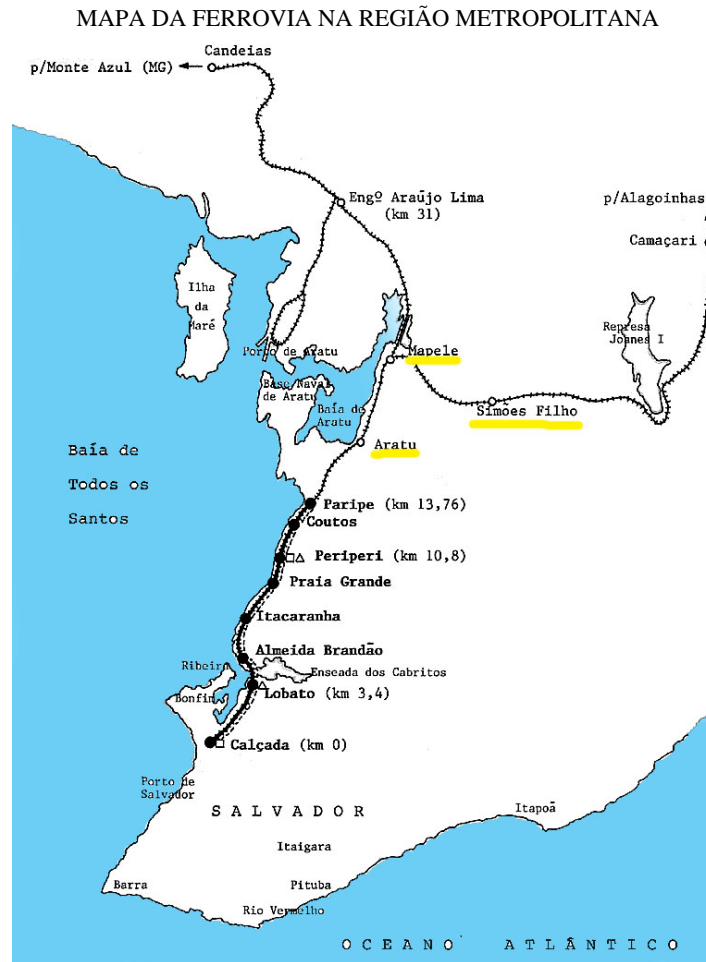 MAPA DA FERROVIA NA REGIÃO METROPOLITANA
Candeias
p/Monte Azul (MG)
Engº Araújo Lima
(km 31)
p/Alagoinhas
Camaçari
Ilha
da
Maré
Represa
Joanes I
Porto de Aratu
Mapele
Base Naval
de Aratu
Baía de
Aratu
Simões Filho
Aratu
Baía de
Todos os
Santos
Paripe (km 13,76)
Coutos
Periperi (km 10,8)
Praia Grande
Itacaranha
Almeida Brandão
Ribeira
Enseada dos Cabritos
Bonfim
Lobato (km 3,4)
Calçada (km 0)
Porto de
Salvador
SALVADOR
Itapoã
Itaigara
Barra
Pituba
Rio Vermelho
OCEANO ATLÂNTICO